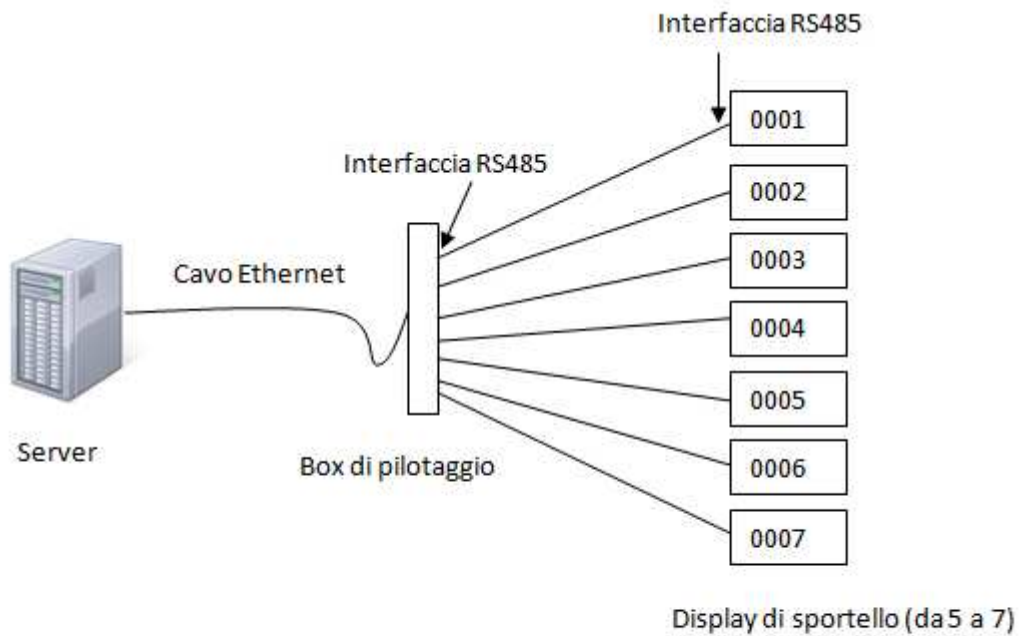 Interfaccia RS485
0001
Interfaccia RS485
0002
0003
Cavo Ethernet
0004
0005
Server
Box di pilotaggio
0006
0007
Display di sportello (da 5 a 7)